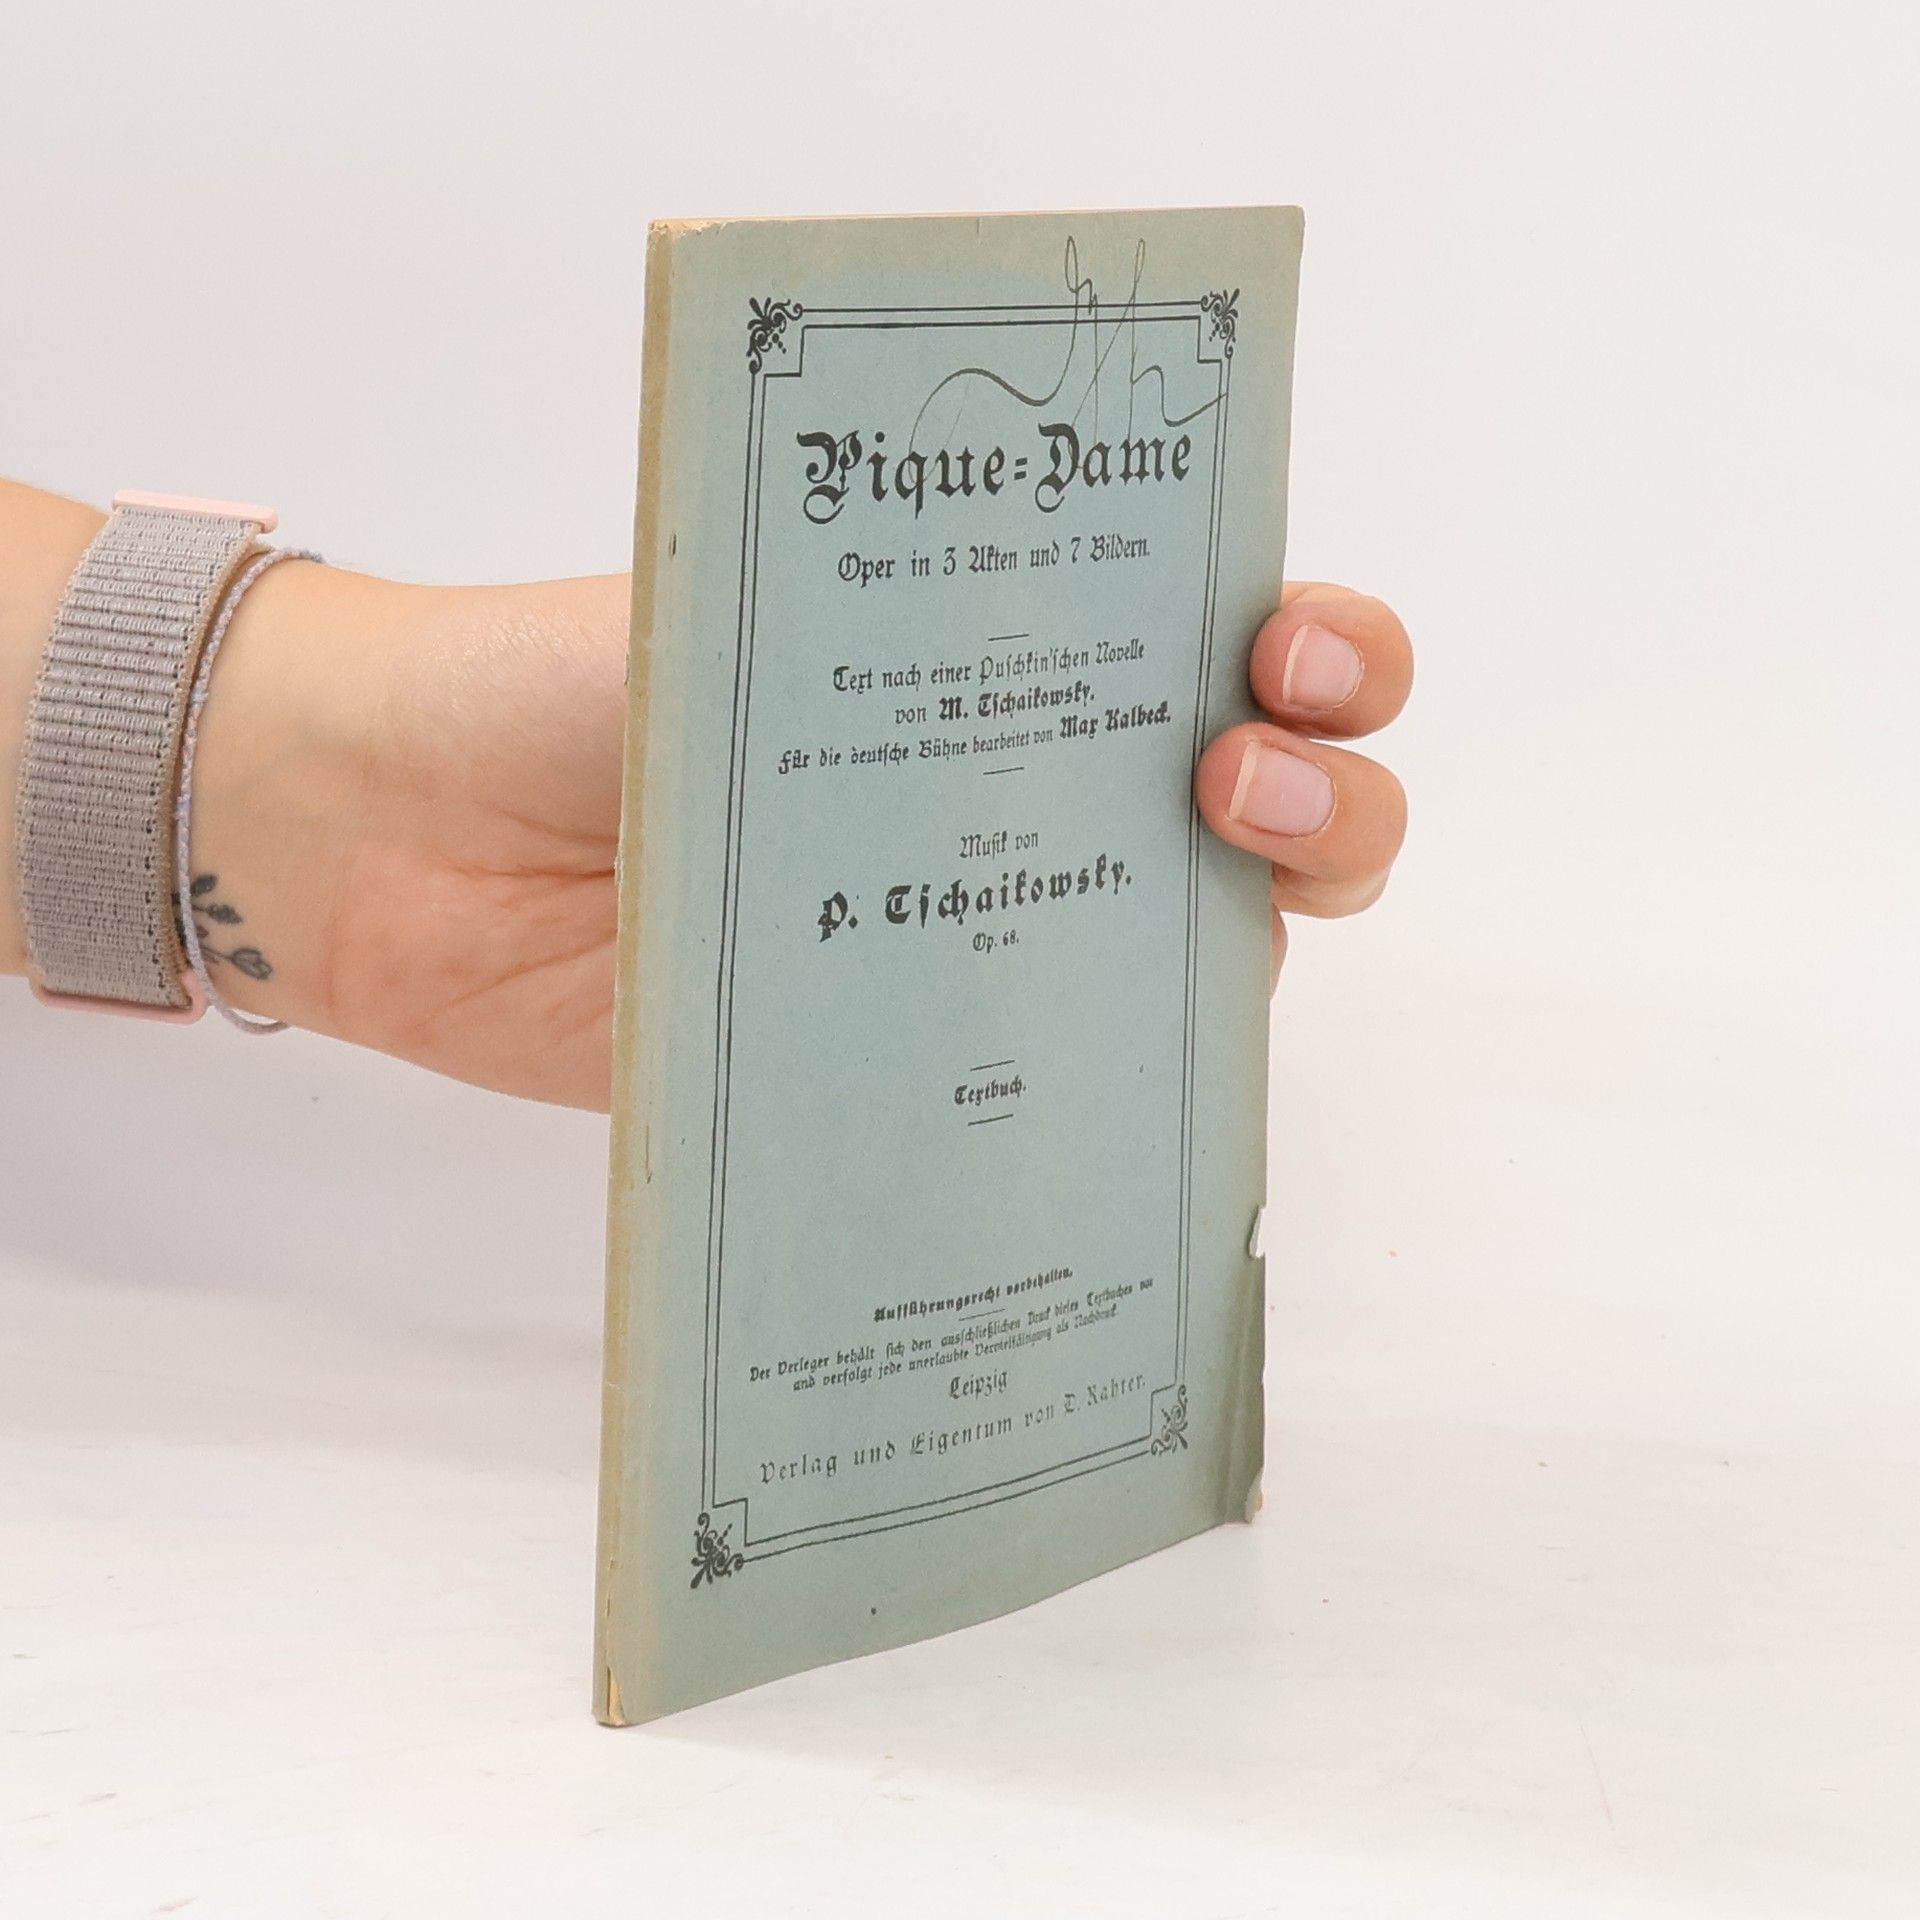 Pique=Dame
Oper in 3 Akten und 7 Bildern.
Text nach einer Puschkin'schen Novelle
von M. Tschaikowsky.
Für die deutsche Bühne bearbeitet von Max Kalbeck.
Musik von
P. Tschaikowsky.
Op. 68.
Textbuch.
Aufführungsrecht vorbehalten.
Der Verleger behält sich den ausschließlichen Druck dieses Textbuches vor
und verfolgt jede unerlaubte Vervielfältigung als Nachdruck
Leipzig
Verlag und Eigentum von D. Rahter.